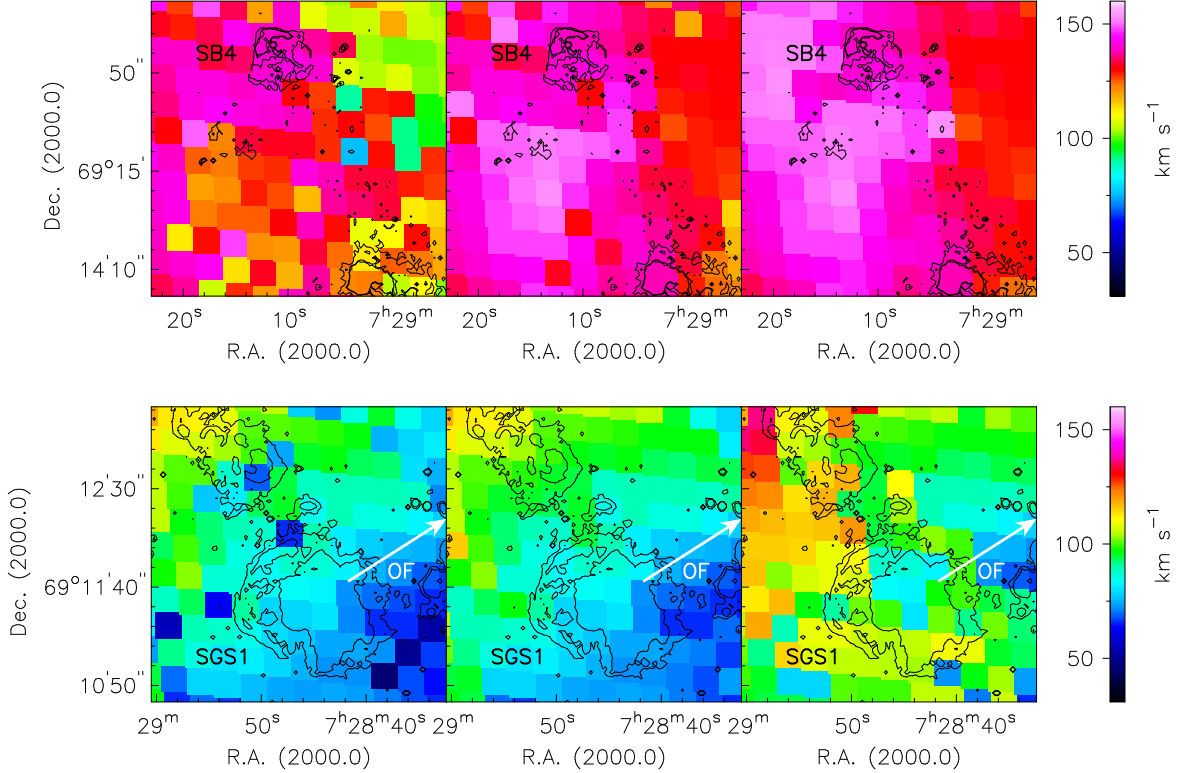 SB4 SB4 SB4
150
50"
100
69°15'
50
14'10"
20ˢ 10ˢ 7ʰ29ᵐ 20ˢ 10ˢ 7ʰ29ᵐ 20ˢ 10ˢ 7ʰ29ᵐ
R.A. (2000.0) R.A. (2000.0) R.A. (2000.0)
Dec. (2000.0)
km s⁻¹
150
12'30"
100
OF OF OF
69°11'40"
SGS1 SGS1 SGS1
50
10'50"
29ᵐ 50ˢ 7ʰ28ᵐ40ˢ 29ᵐ 50ˢ 7ʰ28ᵐ40ˢ 29ᵐ 50ˢ 7ʰ28ᵐ40ˢ
R.A. (2000.0) R.A. (2000.0) R.A. (2000.0)
Dec. (2000.0)
km s⁻¹